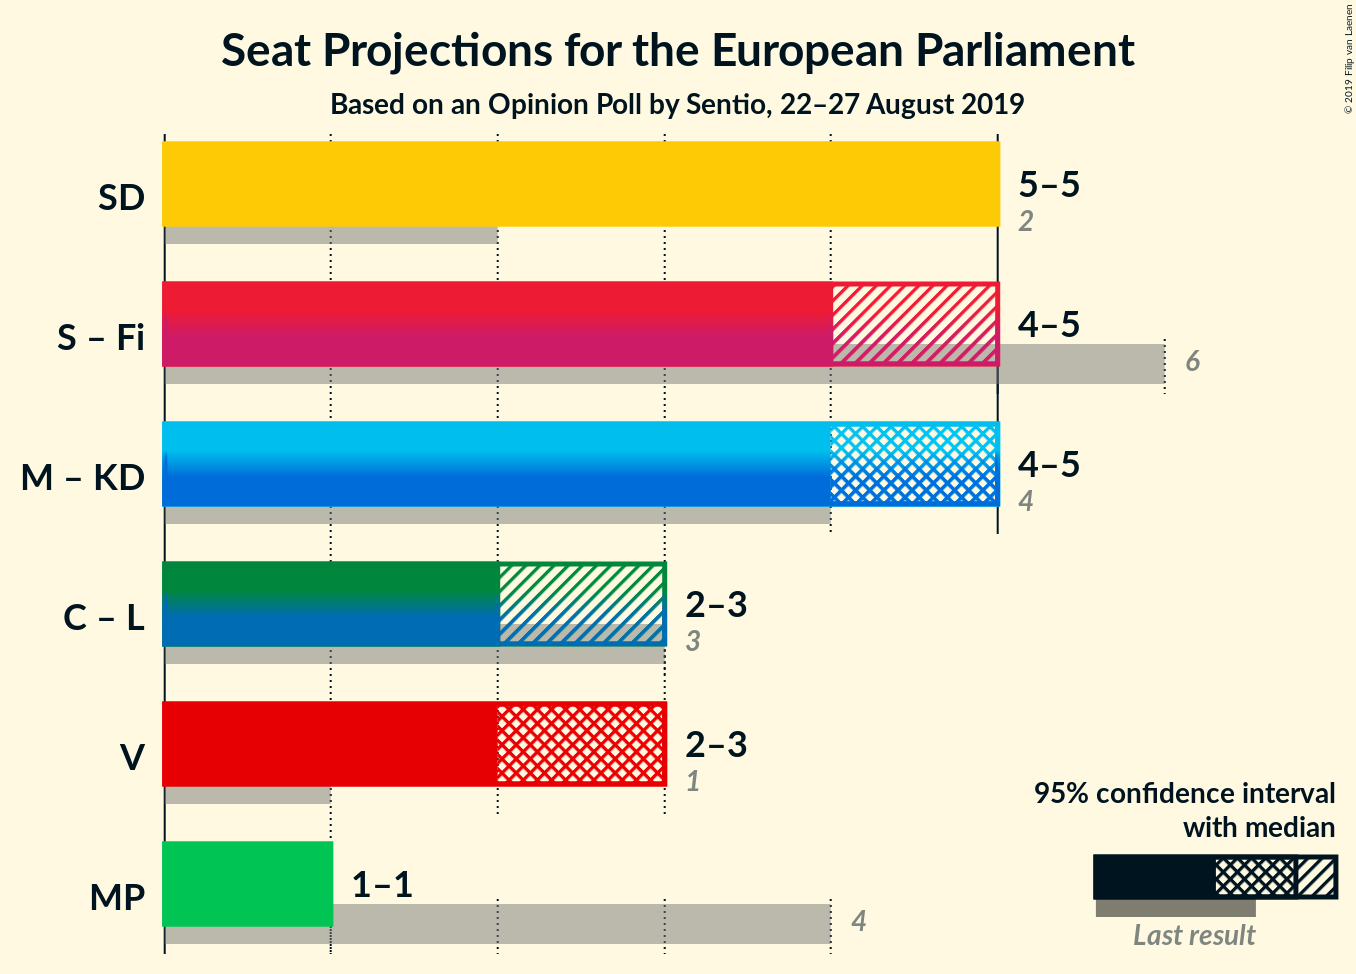 Seat Projections for the European Parliament
Based on an Opinion Poll by Sentio, 22–27 August 2019
© 2019 Filip van Laenen
SD
5–5
2
S – Fi
4–5
6
M – KD
4–5
4
C – L
2–3
3
V
2–3
1
MP
1–1
4
95% confidence interval
with median
Last result